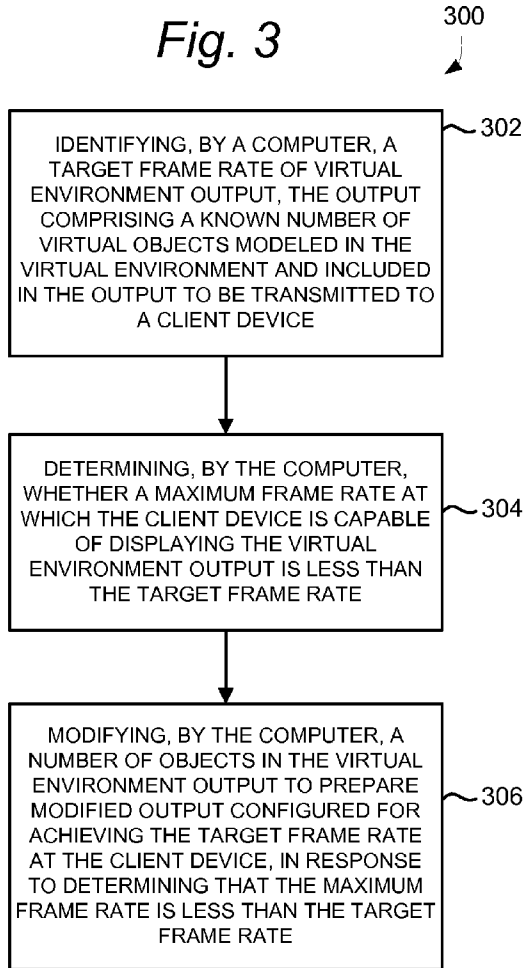 Fig. 3
300
IDENTIFYING, BY A COMPUTER, A
TARGET FRAME RATE OF VIRTUAL
ENVIRONMENT OUTPUT, THE OUTPUT
COMPRISING A KNOWN NUMBER OF
VIRTUAL OBJECTS MODELED IN THE
VIRTUAL ENVIRONMENT AND INCLUDED
IN THE OUTPUT TO BE TRANSMITTED TO
A CLIENT DEVICE
302
DETERMINING, BY THE COMPUTER,
WHETHER A MAXIMUM FRAME RATE AT
WHICH THE CLIENT DEVICE IS CAPABLE
OF DISPLAYING THE VIRTUAL
ENVIRONMENT OUTPUT IS LESS THAN
THE TARGET FRAME RATE
304
MODIFYING, BY THE COMPUTER, A
NUMBER OF OBJECTS IN THE VIRTUAL
ENVIRONMENT OUTPUT TO PREPARE
MODIFIED OUTPUT CONFIGURED FOR
ACHIEVING THE TARGET FRAME RATE
AT THE CLIENT DEVICE, IN RESPONSE
TO DETERMINING THAT THE MAXIMUM
FRAME RATE IS LESS THAN THE TARGET
FRAME RATE
306